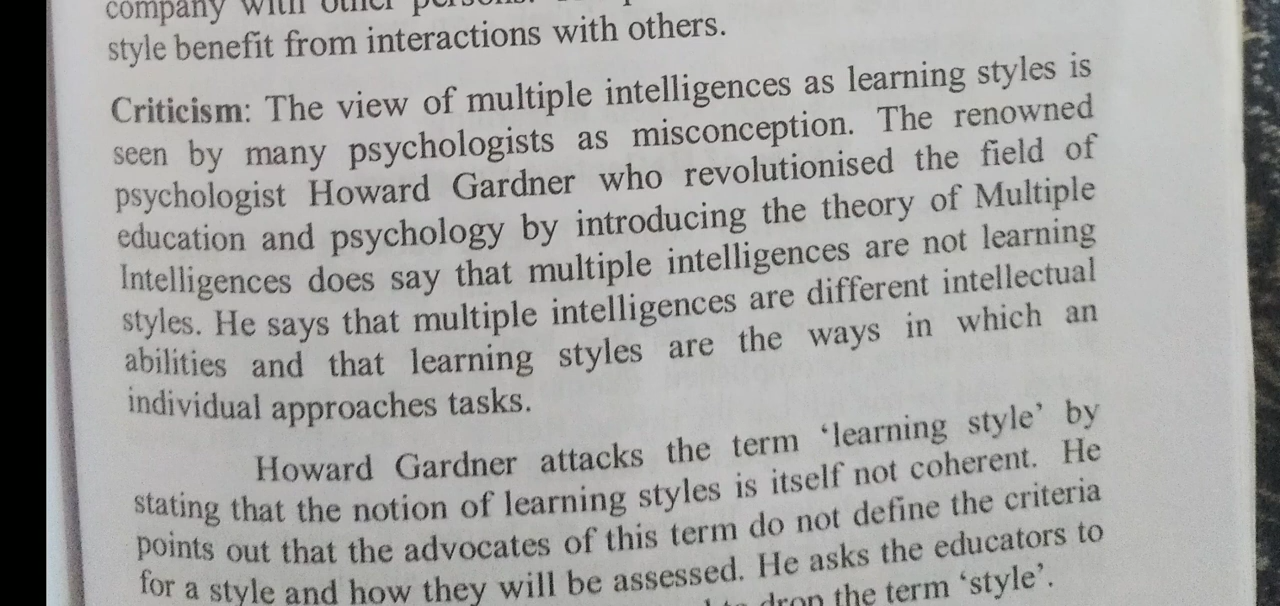 company with other persons.
style benefit from interactions with others.
Criticism: The view of multiple intelligences as learning styles is
seen by many psychologists as misconception. The renowned
psychologist Howard Gardner who revolutionised the field of
education and psychology by introducing the theory of Multiple
Intelligences does say that multiple intelligences are not learning
styles. He says that multiple intelligences are different intellectual
abilities and that learning styles are the ways in which an
individual approaches tasks.
Howard Gardner attacks the term ‘learning style’ by
stating that the notion of learning styles is itself not coherent. He
points out that the advocates of this term do not define the criteria
for a style and how they will be assessed. He asks the educators to
drop the term ‘style’.